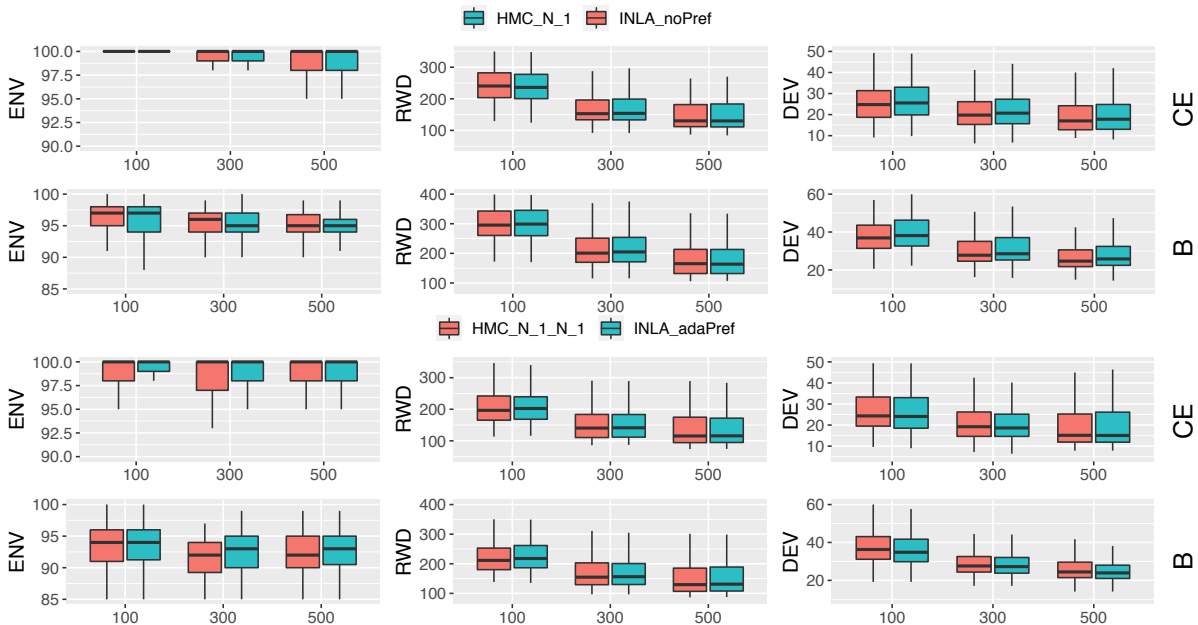 HMC_N_1 INLA_noPref
ENV 100.0 97.5 95.0 92.5 90.0 100 300 500
RWD 300 200 100 100 300 500
DEV 50 40 30 20 10 100 300 500
CE
ENV 100 95 90 85 100 300 500
RWD 400 300 200 100 100 300 500
DEV 60 40 20 100 300 500
B
HMC_N_1_N_1 INLA_adaPref
ENV 100.0 97.5 95.0 92.5 90.0 100 300 500
RWD 300 200 100 100 300 500
DEV 50 40 30 20 10 100 300 500
CE
ENV 100 95 90 85 100 300 500
RWD 400 300 200 100 100 300 500
DEV 60 40 20 100 300 500
B